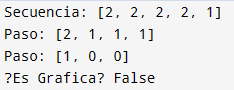 Secuencia: [2, 2, 2, 2, 1]
Paso: [2, 1, 1, 1]
Paso: [1, 0, 0]
?Es Grafica? False